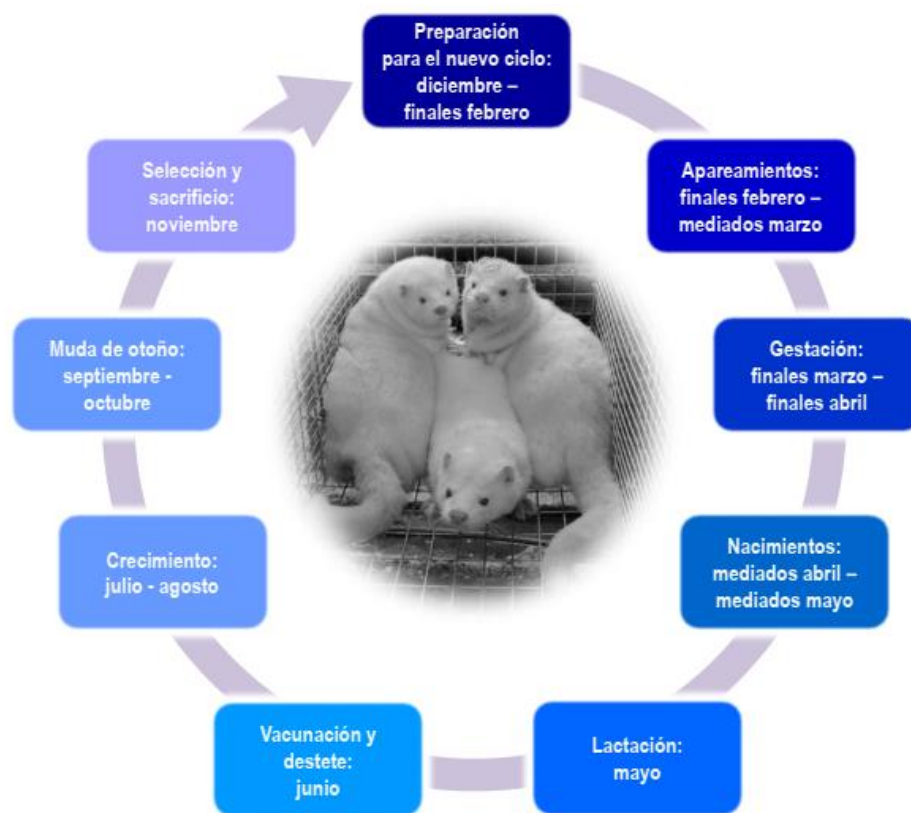 Preparación
para el nuevo ciclo:
diciembre –
finales febrero
Apareamientos:
finales febrero –
mediados marzo
Gestación:
finales marzo –
finales abril
Nacimientos:
mediados abril –
mediados mayo
Lactación:
mayo
Vacunación y
destete:
junio
Crecimiento:
julio - agosto
Muda de otoño:
septiembre -
octubre
Selección y
sacrificio:
noviembre